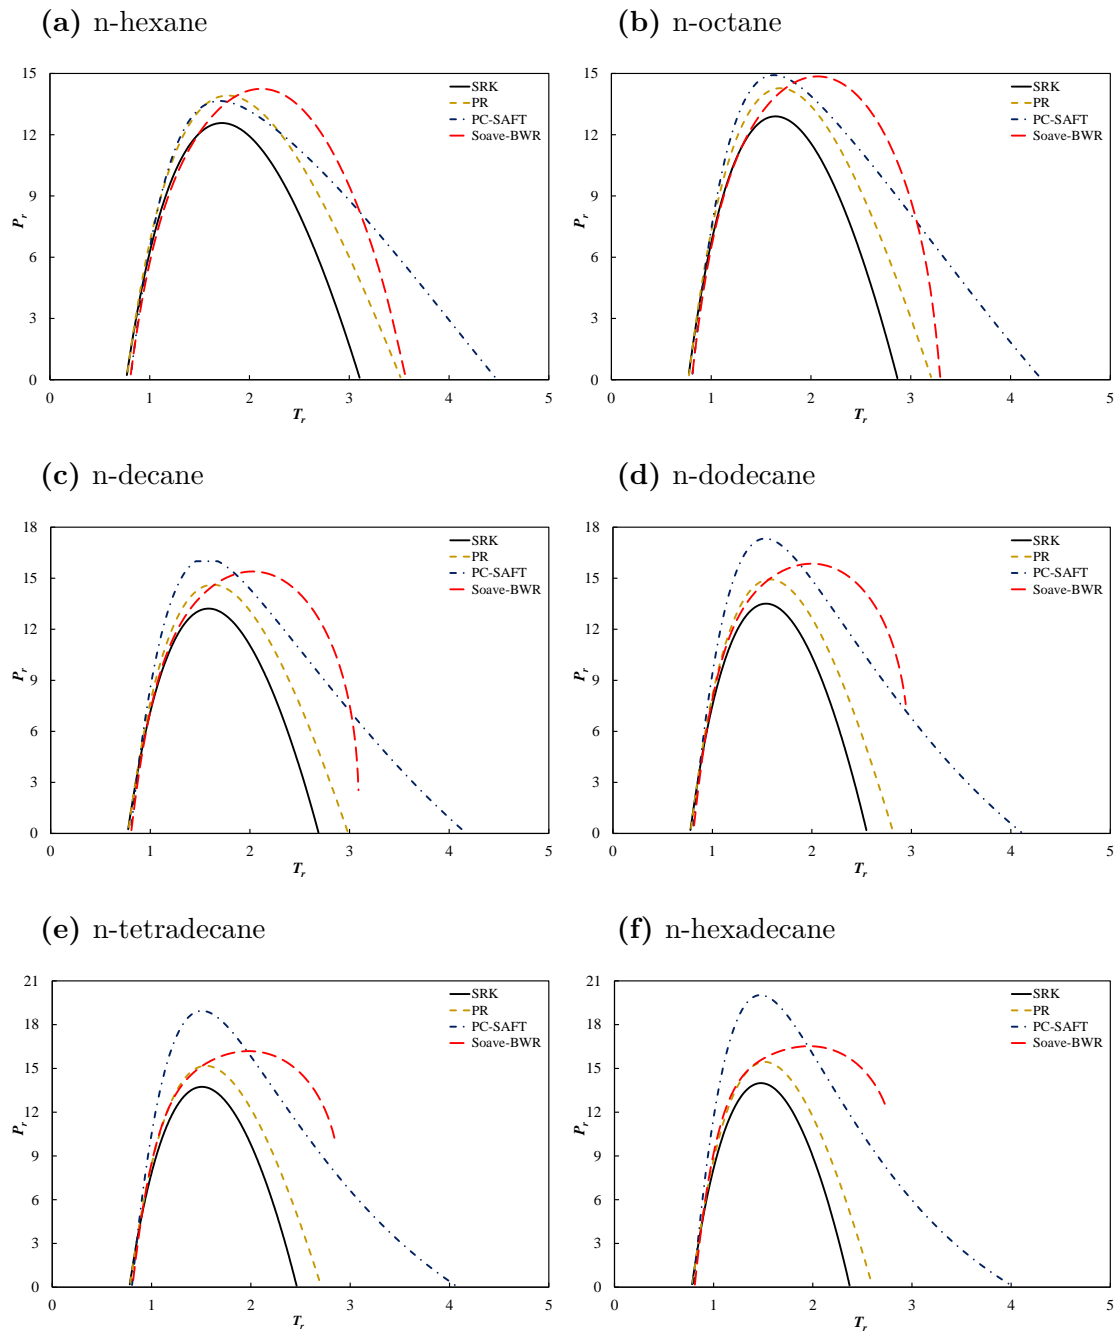 (a) n-hexane
15
12
9
6
3
0
P_r
0
1
2
3
4
5
T_r
SRK
PR
PC-SAFT
Soave-BWR
(b) n-octane
15
12
9
6
3
0
P_r
0
1
2
3
4
5
T_r
SRK
PR
PC-SAFT
Soave-BWR
(c) n-decane
18
15
12
9
6
3
0
P_r
0
1
2
3
4
5
T_r
SRK
PR
PC-SAFT
Soave-BWR
(d) n-dodecane
18
15
12
9
6
3
0
P_r
0
1
2
3
4
5
T_r
SRK
PR
PC-SAFT
Soave-BWR
(e) n-tetradecane
21
18
15
12
9
6
3
0
P_r
0
1
2
3
4
5
T_r
SRK
PR
PC-SAFT
Soave-BWR
(f) n-hexadecane
21
18
15
12
9
6
3
0
P_r
0
1
2
3
4
5
T_r
SRK
PR
PC-SAFT
Soave-BWR